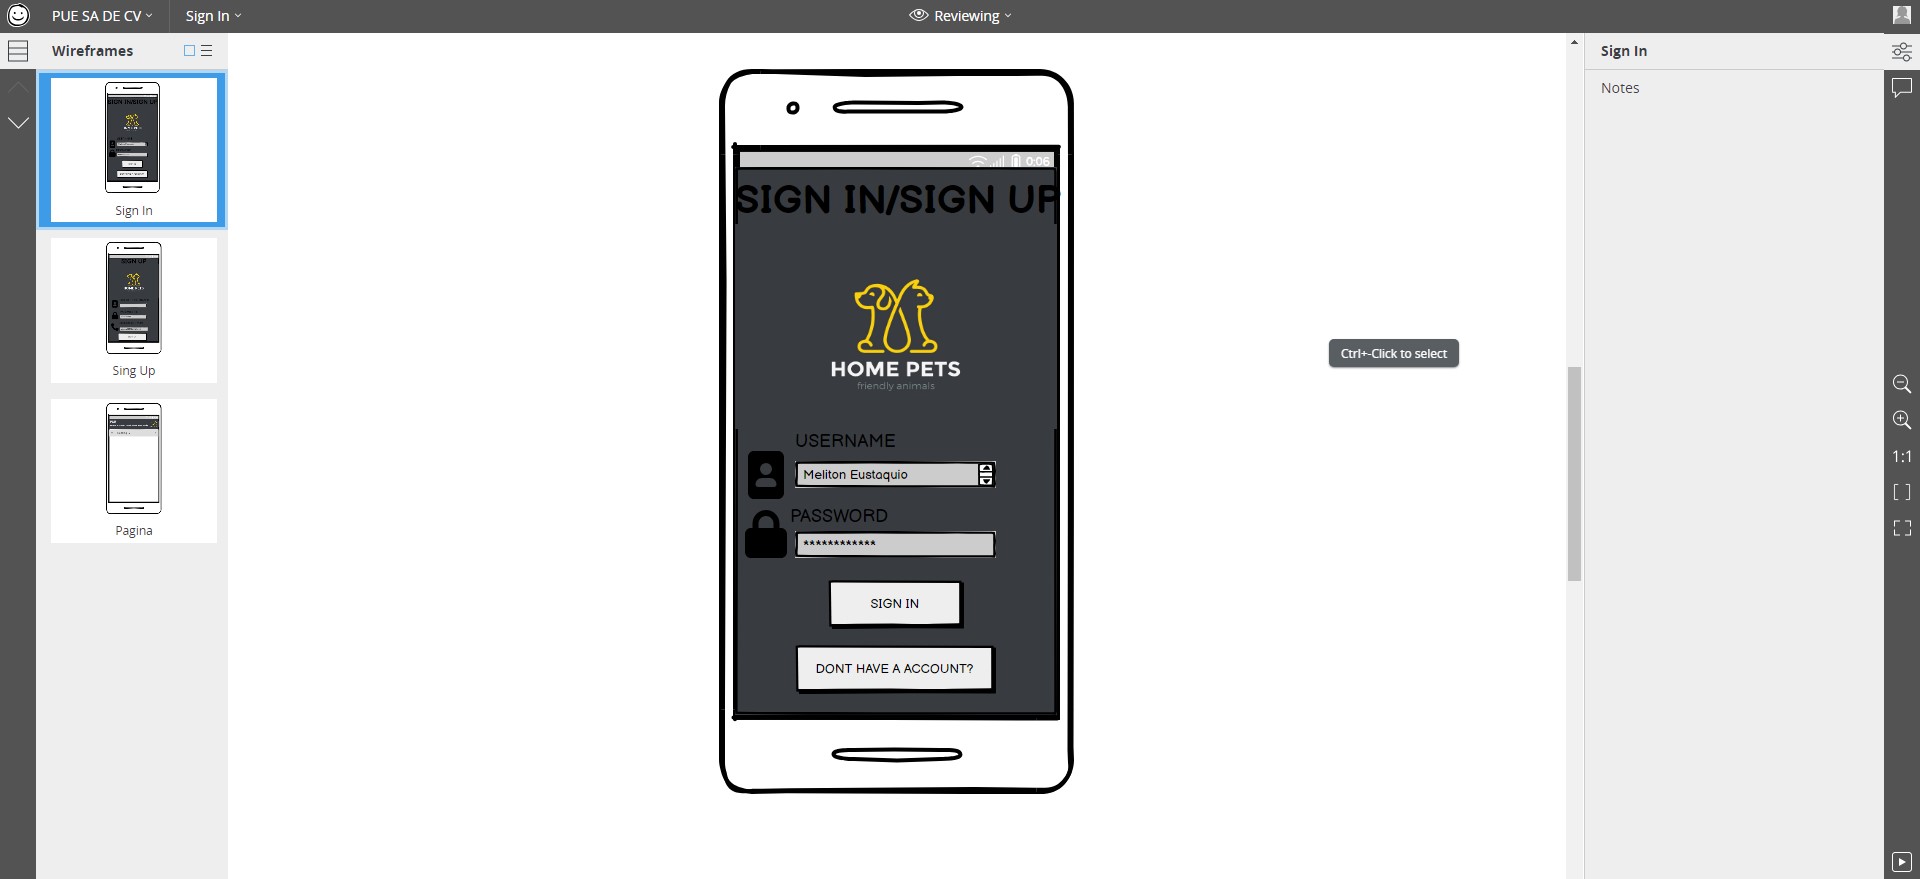 PUE SA DE CV
Sign In
Reviewing
Wireframes
Sign In
Sing Up
Pagina
0:06
SIGN IN/SIGN UP
HOME PETS
friendly animals
USERNAME
Meliton Eustaquio
PASSWORD
************
SIGN IN
DONT HAVE A ACCOUNT?
Ctrl+-Click to select
Sign In
Notes
1:1